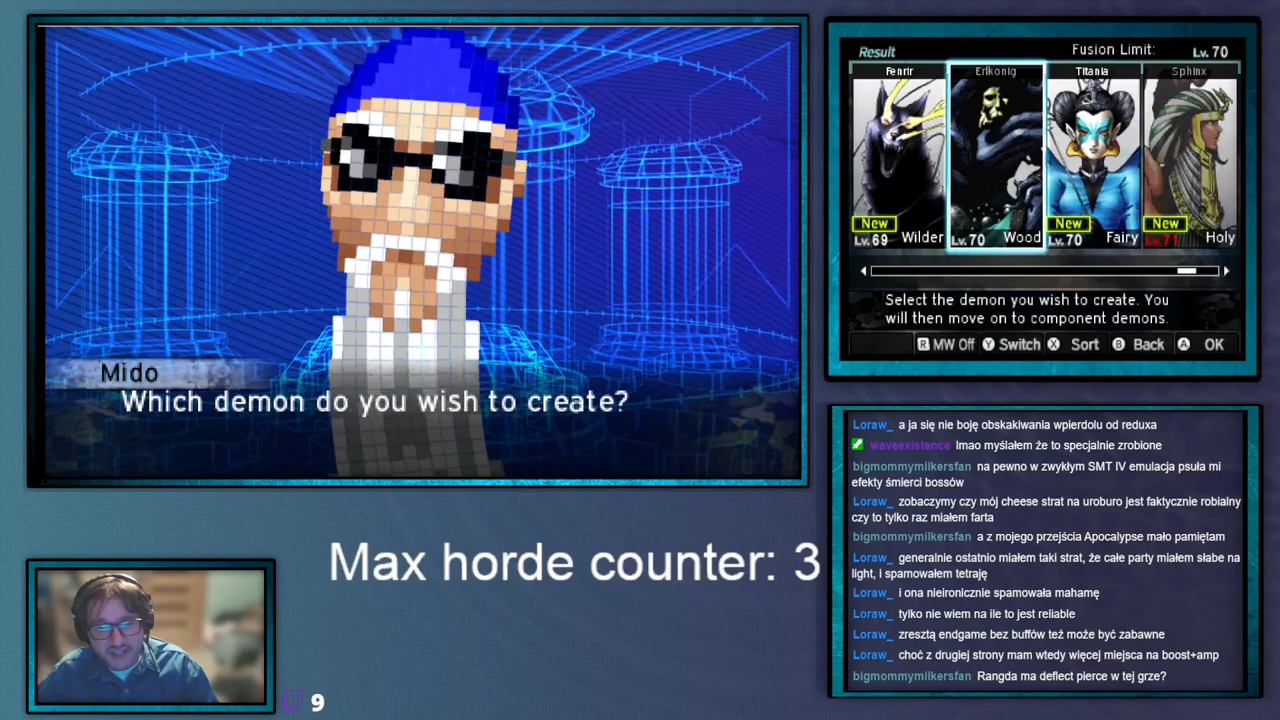 Mido
Which demon do you wish to create?
Result
Fusion Limit: Lv. 70
Fenrir
Erlkonig
Titania
Sphinx
New
New
New
Lv. 69 Wilder
Lv. 70 Wood
Lv. 70 Fairy
Lv. 71 Holy
Select the demon you wish to create. You
will then move on to component demons.
R MW Off Y Switch X Sort B Back A OK
Max horde counter: 3
Loraw_ a ja się nie boję obskakiwania wpierdolu od reduxa
waveexistence lmao myślałem że to specjalnie zrobione
bigmommymilkersfan na pewno w zwykłym SMT IV emulacja psuła mi
efekty śmierci bossów
Loraw_ zobaczymy czy mój cheese strat na uroburo jest faktycznie robialny
czy to tylko raz miałem farta
bigmommymilkersfan a z mojego przejścia Apocalypse mało pamiętam
Loraw_ generalnie ostatnio miałem taki strat, że całe party miałem słabe na
light, i spamowałem tetraję
Loraw_ i ona nieironicznie spamowała mahamę
Loraw_ tylko nie wiem na ile to jest reliable
Loraw_ zresztą endgame bez buffów też może być zabawne
Loraw_ choć z drugiej strony mam wtedy więcej miejsca na boost+amp
bigmommymilkersfan Rangda ma deflect pierce w tej grze?
9